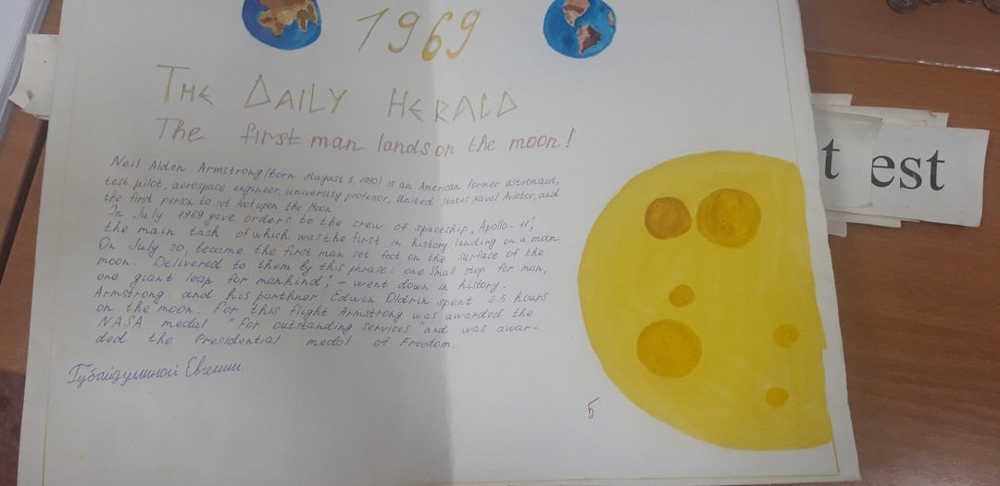 1969
THE DAILY HERALD
The first man lands on the moon!
Neil Alden Armstrong (born August 5, 1930) is an American former astronaut,
test pilot, aerospace engineer, university professor, United States Naval Aviator, and
the first person to set foot upon the Moon
In July 1969 gave orders to the crew of spaceship „Apollo-11",
the main task of which was the first in history landing on a moon.
On July 20, became the first man set foot on the surface of the
moon. Delivered to them by this phrase: one small step for man,
one giant leap for mankind", - went down in history.
Armstrong and his parthner Edwin Oldrin spent 2.5 hours
on the moon. For this flight Armstrong was awarded the
NASA medal "For outstanding services" and was awar-
ded the Presidential medal of Freedom.
Губайдулиной Евгении.
5
t
est